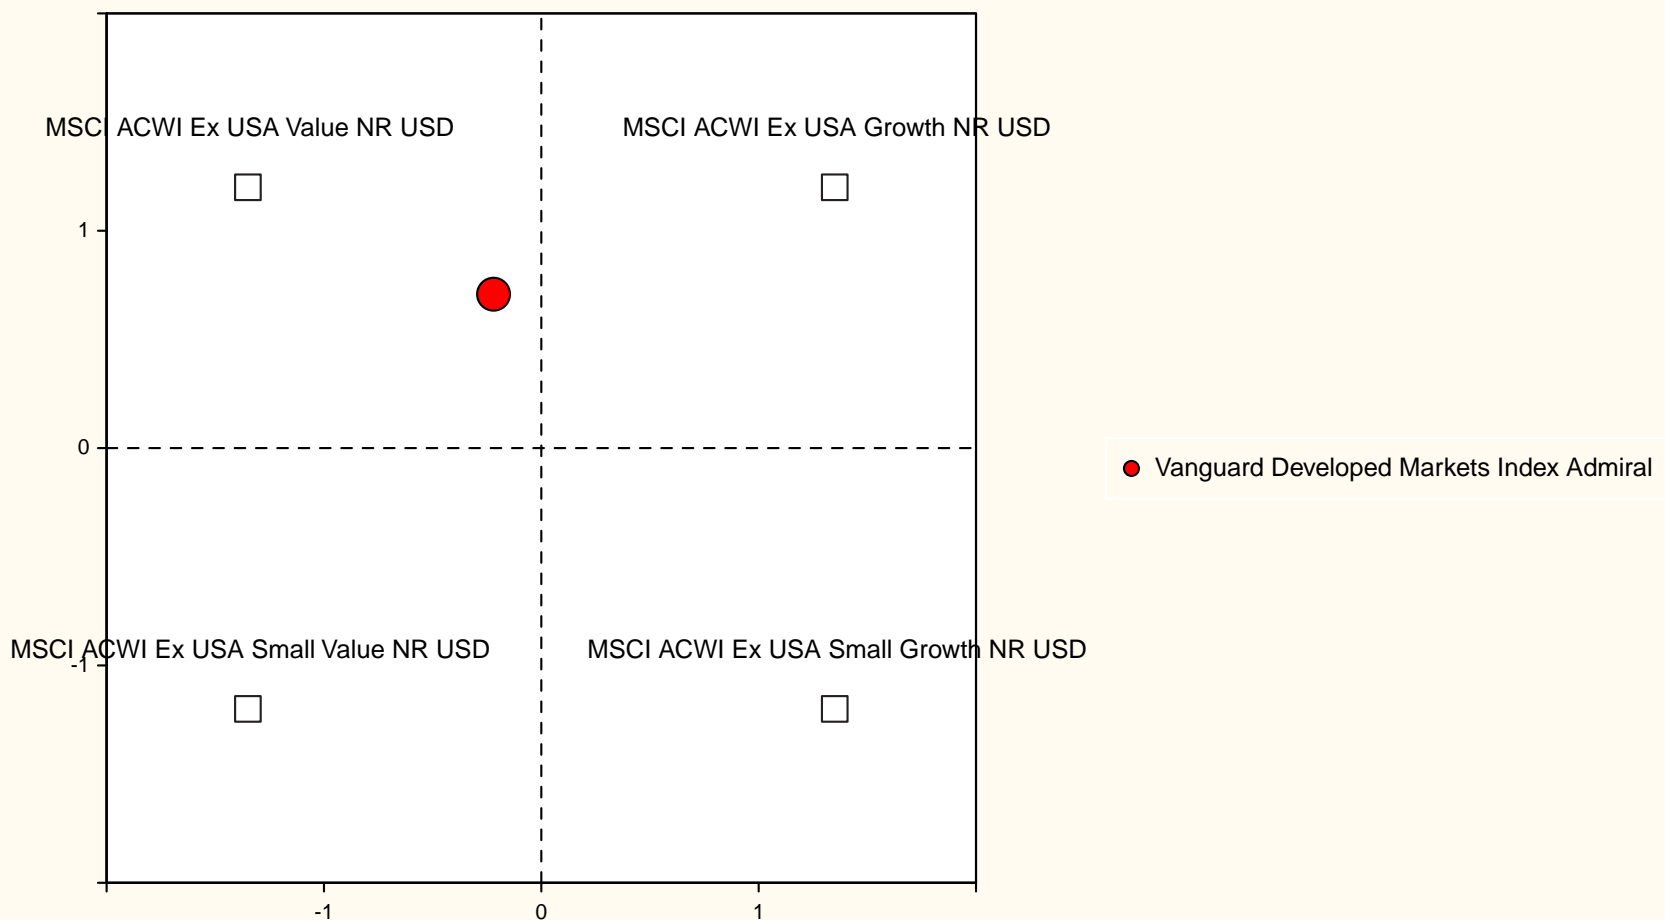 MSCI ACWI Ex USA Value NR USD
MSCI ACWI Ex USA Growth NR USD
1
0
Vanguard Developed Markets Index Admiral
MSCI ACWI Ex USA Small Value NR USD
MSCI ACWI Ex USA Small Growth NR USD
-1
-1
0
1